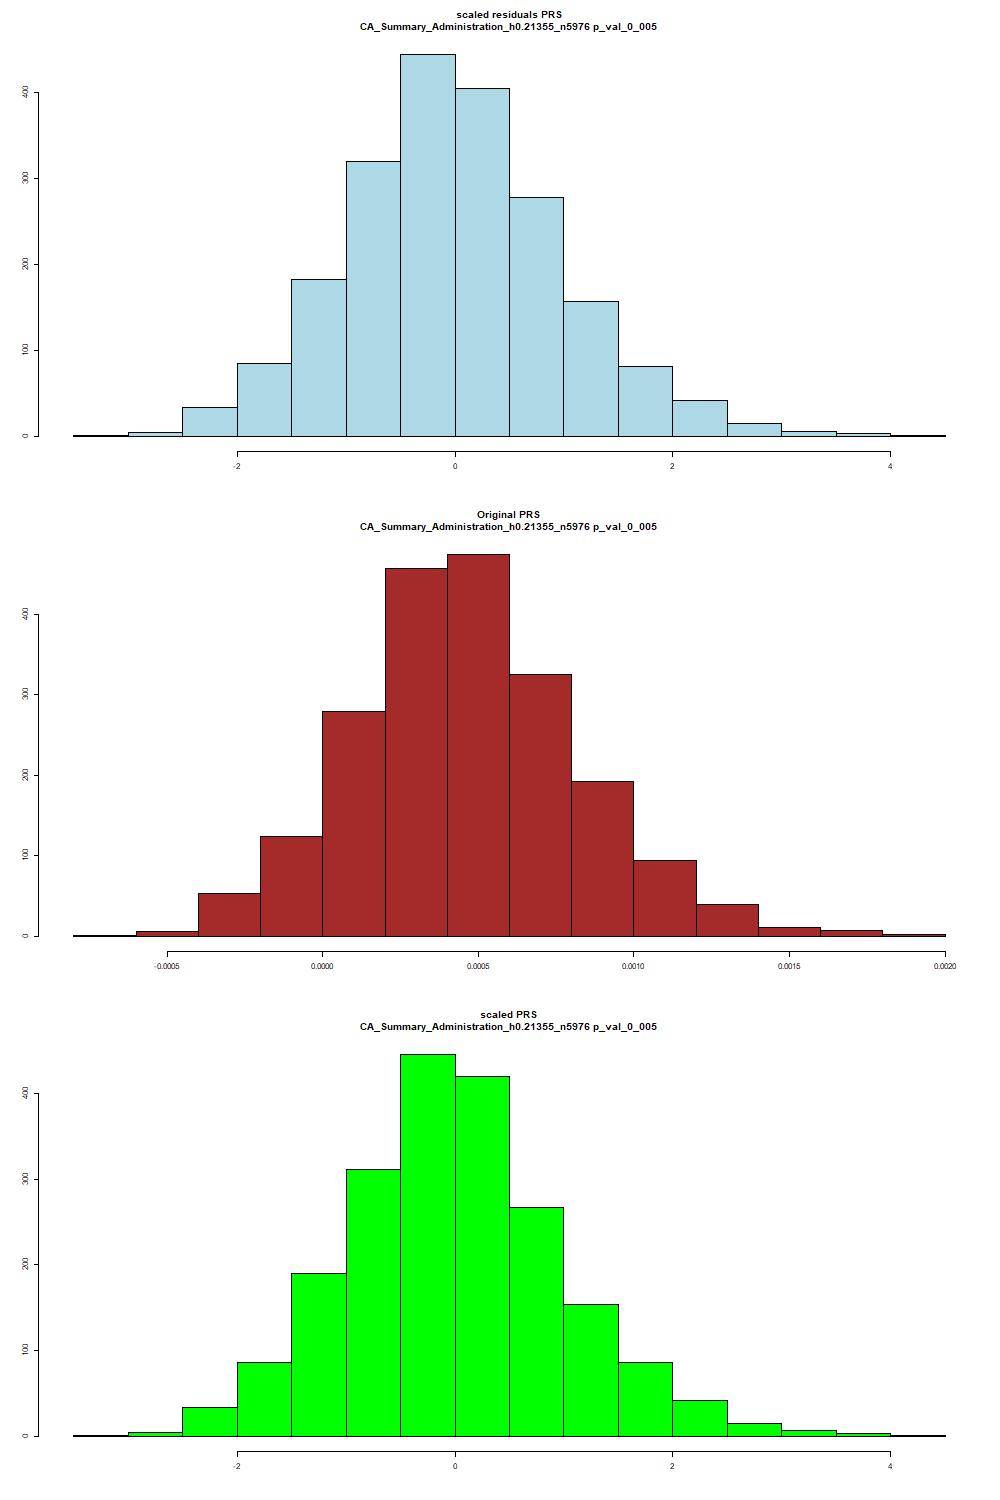 scaled residuals PRS
CA_Summary_Administration_h0.21355_n5976 p_val_0_005
400
300
200
100
0
-2 0 2 4
Original PRS
CA_Summary_Administration_h0.21355_n5976 p_val_0_005
400
300
200
100
0
-0.0005 0.0000 0.0005 0.0010 0.0015 0.0020
scaled PRS
CA_Summary_Administration_h0.21355_n5976 p_val_0_005
400
300
200
100
0
-2 0 2 4